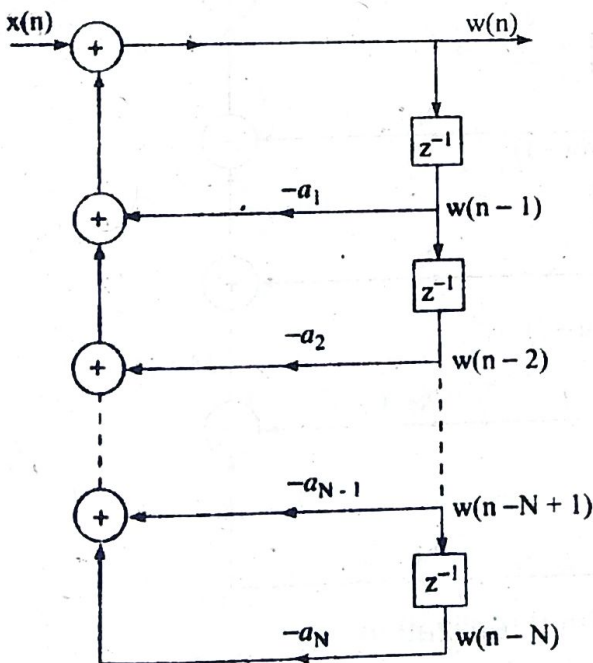 x(n)
+
w(n)
z⁻¹
+
-a₁
w(n - 1)
z⁻¹
+
-a₂
w(n - 2)
+
-a_{N-1}
w(n -N + 1)
z⁻¹
-a_N
w(n - N)